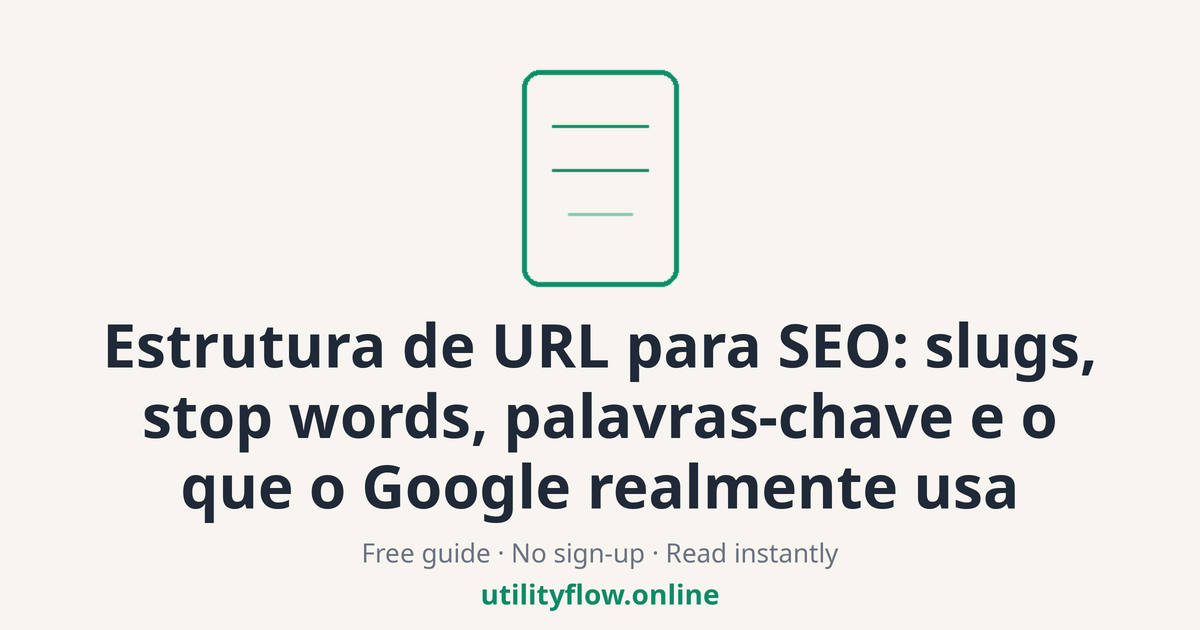 Estrutura de URL para SEO: slugs,
stop words, palavras-chave e o
que o Google realmente usa
Free guide · No sign-up · Read instantly
utilityflow.online